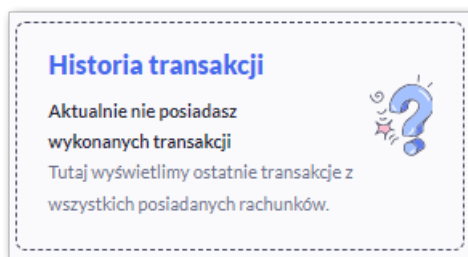 Historia transakcji
Aktualnie nie posiadasz
wykonanych transakcji
Tutaj wyświetlimy ostatnie transakcje z
wszystkich posiadanych rachunków.